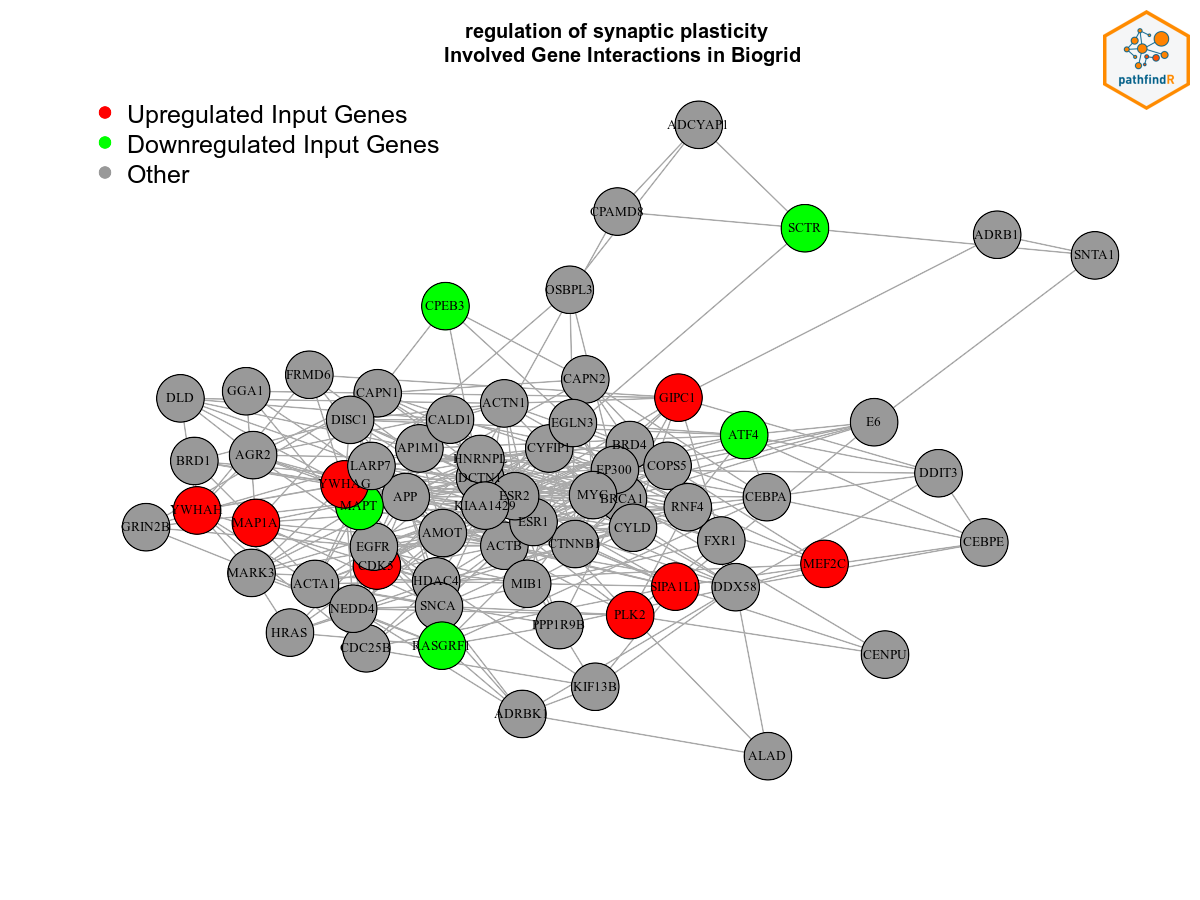 regulation of synaptic plasticity
Involved Gene Interactions in Biogrid
pathfindR
Upregulated Input Genes
Downregulated Input Genes
Other
ADCYAP1
CPAMD8
SCTR
ADRB1
SNTA1
OSBPL3
CPEB3
FRMD6
CAPN2
GGA1
CAPN1
DLD
GIPC1
ACTN1
DISC1
CALD1
EGLN3
E6
ATF4
BRD4
AP1M1
CYFIP1
AGR2
HNRNPL
BRD1
LARP7
COPS5
EP300
DDIT3
DCTN1
YWHAG
APP
ESR2
MYC
CEBPA
BRCA1
MAPT
KIAA1429
RNF4
YWHAH
MAP1A
ESR1
GRIN2B
CYLD
AMOT
FXR1
CEBPE
EGFR
ACTB
CTNNB1
CDK5
MEF2C
MARK3
HDAC4
ACTA1
MIB1
SIPA1L1
DDX58
SNCA
NEDD4
PLK2
PPP1R9B
HRAS
RASGRF1
CDC25B
CENPU
KIF13B
ADRBK1
ALAD